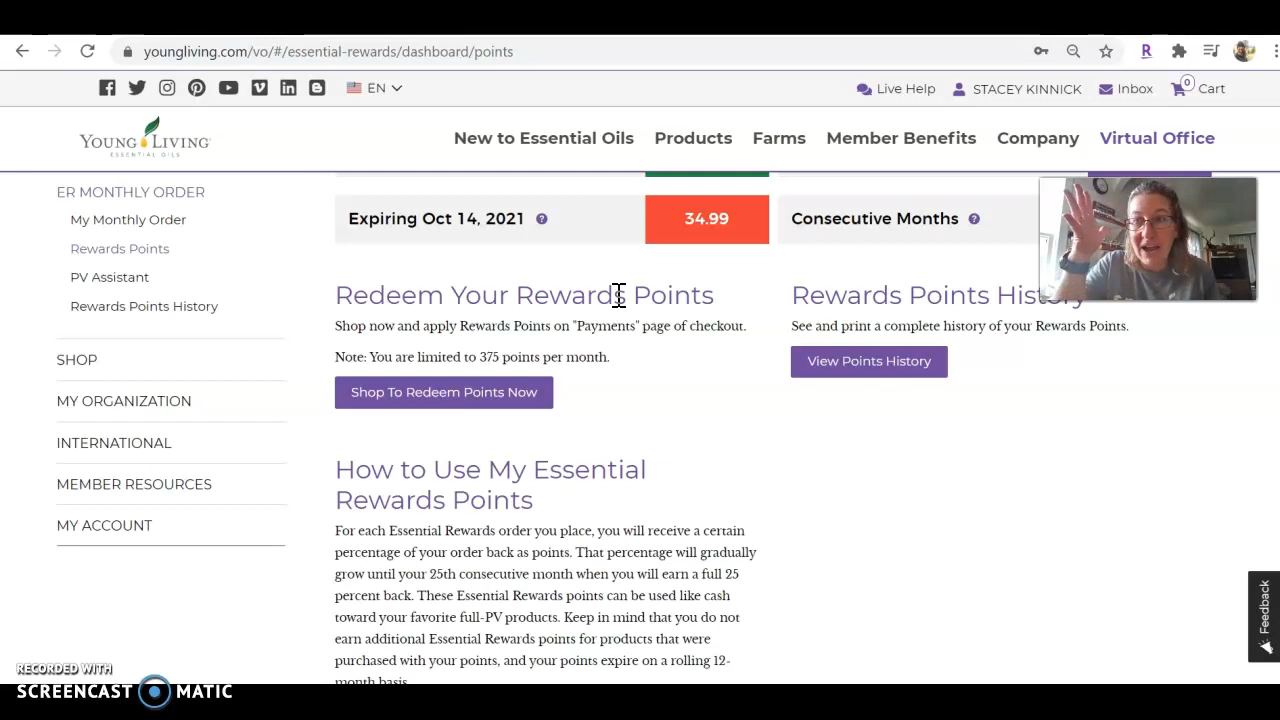 youngliving.com/vo/#/essential-rewards/dashboard/points
R
EN
Live Help
STACEY KINNICK
Inbox
0
Cart
YOUNG LIVING
ESSENTIAL OILS
New to Essential Oils
Products
Farms
Member Benefits
Company
Virtual Office
ER MONTHLY ORDER
My Monthly Order
Rewards Points
PV Assistant
Rewards Points History
SHOP
MY ORGANIZATION
INTERNATIONAL
MEMBER RESOURCES
MY ACCOUNT
Expiring Oct 14, 2021 ?
34.99
Consecutive Months ?
Redeem Your Rewards Points
Shop now and apply Rewards Points on "Payments" page of checkout.
Note: You are limited to 375 points per month.
Shop To Redeem Points Now
Rewards Points History
See and print a complete history of your Rewards Points.
View Points History
How to Use My Essential
Rewards Points
For each Essential Rewards order you place, you will receive a certain
percentage of your order back as points. That percentage will gradually
grow until your 25th consecutive month when you will earn a full 25
percent back. These Essential Rewards points can be used like cash
toward your favorite full-PV products. Keep in mind that you do not
earn additional Essential Rewards points for products that were
purchased with your points, and your points expire on a rolling 12-
month basis.
Feedback
RECORDED WITH
SCREENCAST MATIC